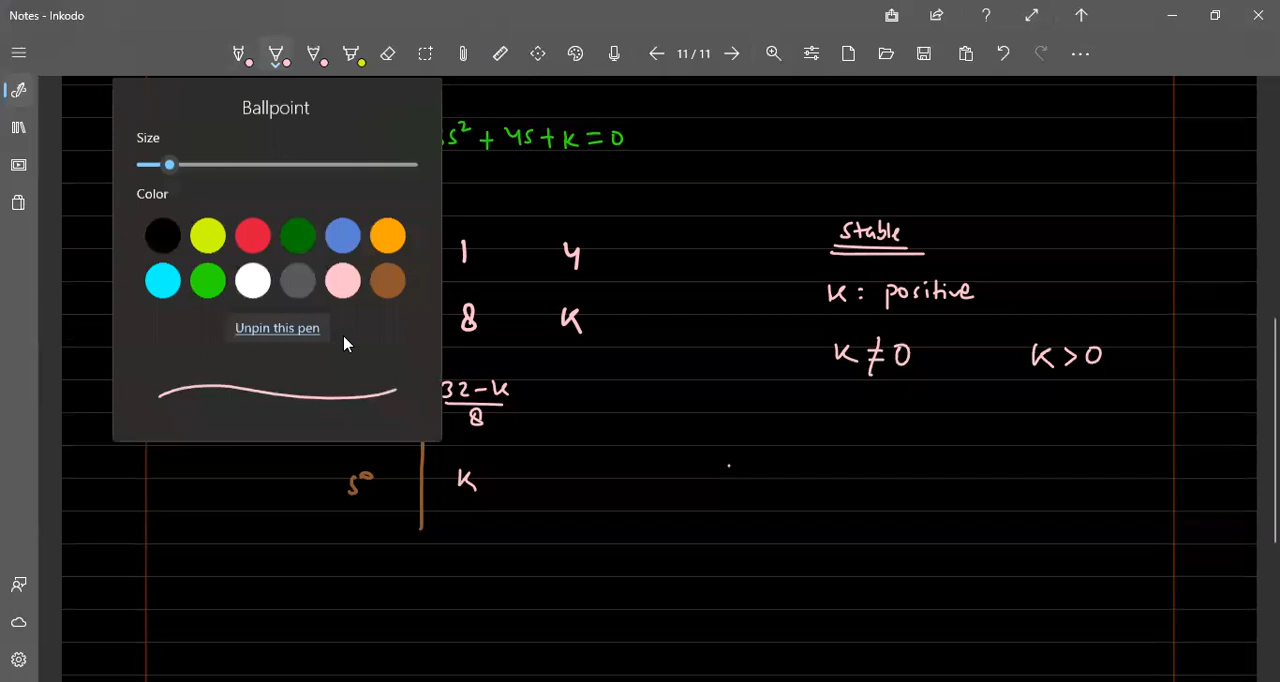 Notes - Inkodo
11 / 11
Ballpoint
Size
Color
Unpin this pen
s² + 4s + k = 0
1 4
8 K
32-k
8
s⁰ K
Stable
K : positive
K ≠ 0 K > 0